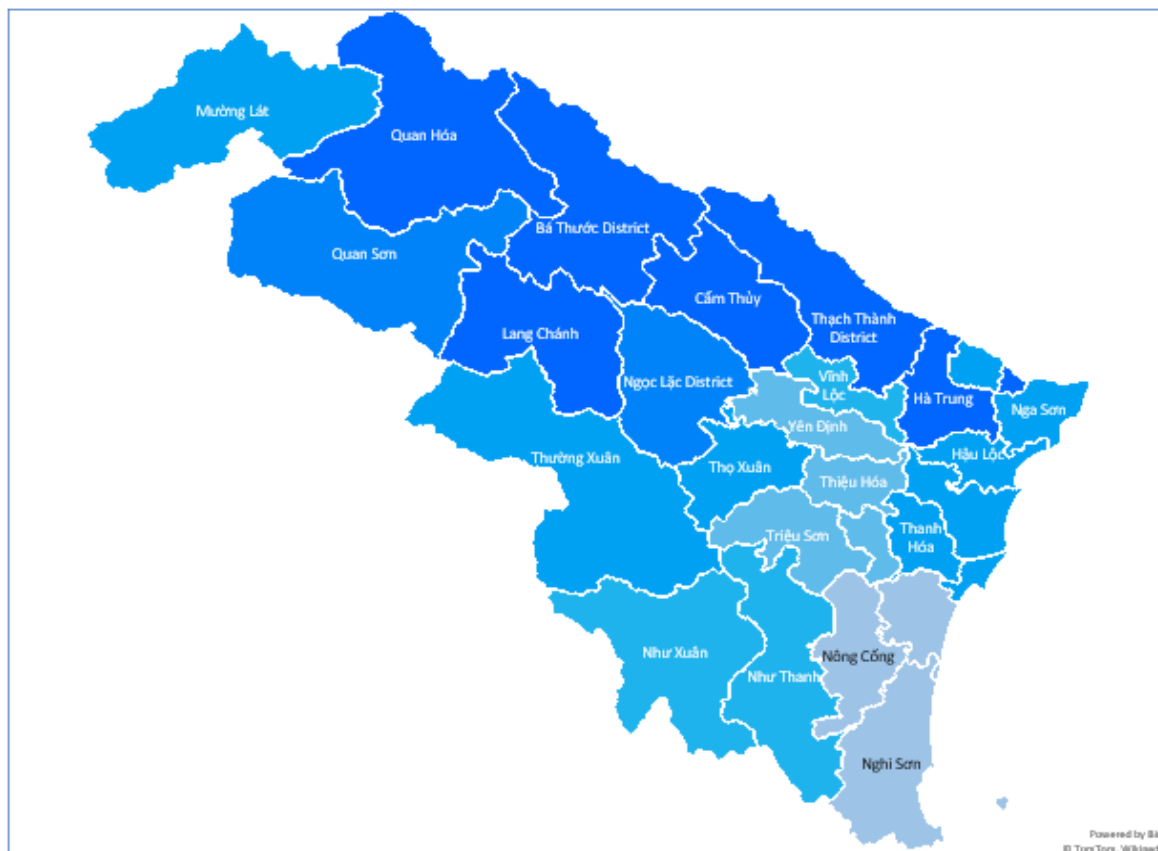 Mường Lát
Quan Hóa
Bá Thước District
Quan Sơn
Cẩm Thủy
Lang Chánh
Thạch Thành
District
Ngọc Lặc District
Vĩnh
Lộc
Hà Trung
Nga Sơn
Yên Định
Hậu Lộc
Thường Xuân
Thọ Xuân
Thiệu Hóa
Triệu Sơn
Thanh
Hóa
Như Xuân
Nông Cống
Như Thanh
Nghi Sơn
Powered by Bi
© TomTom, Wikiped